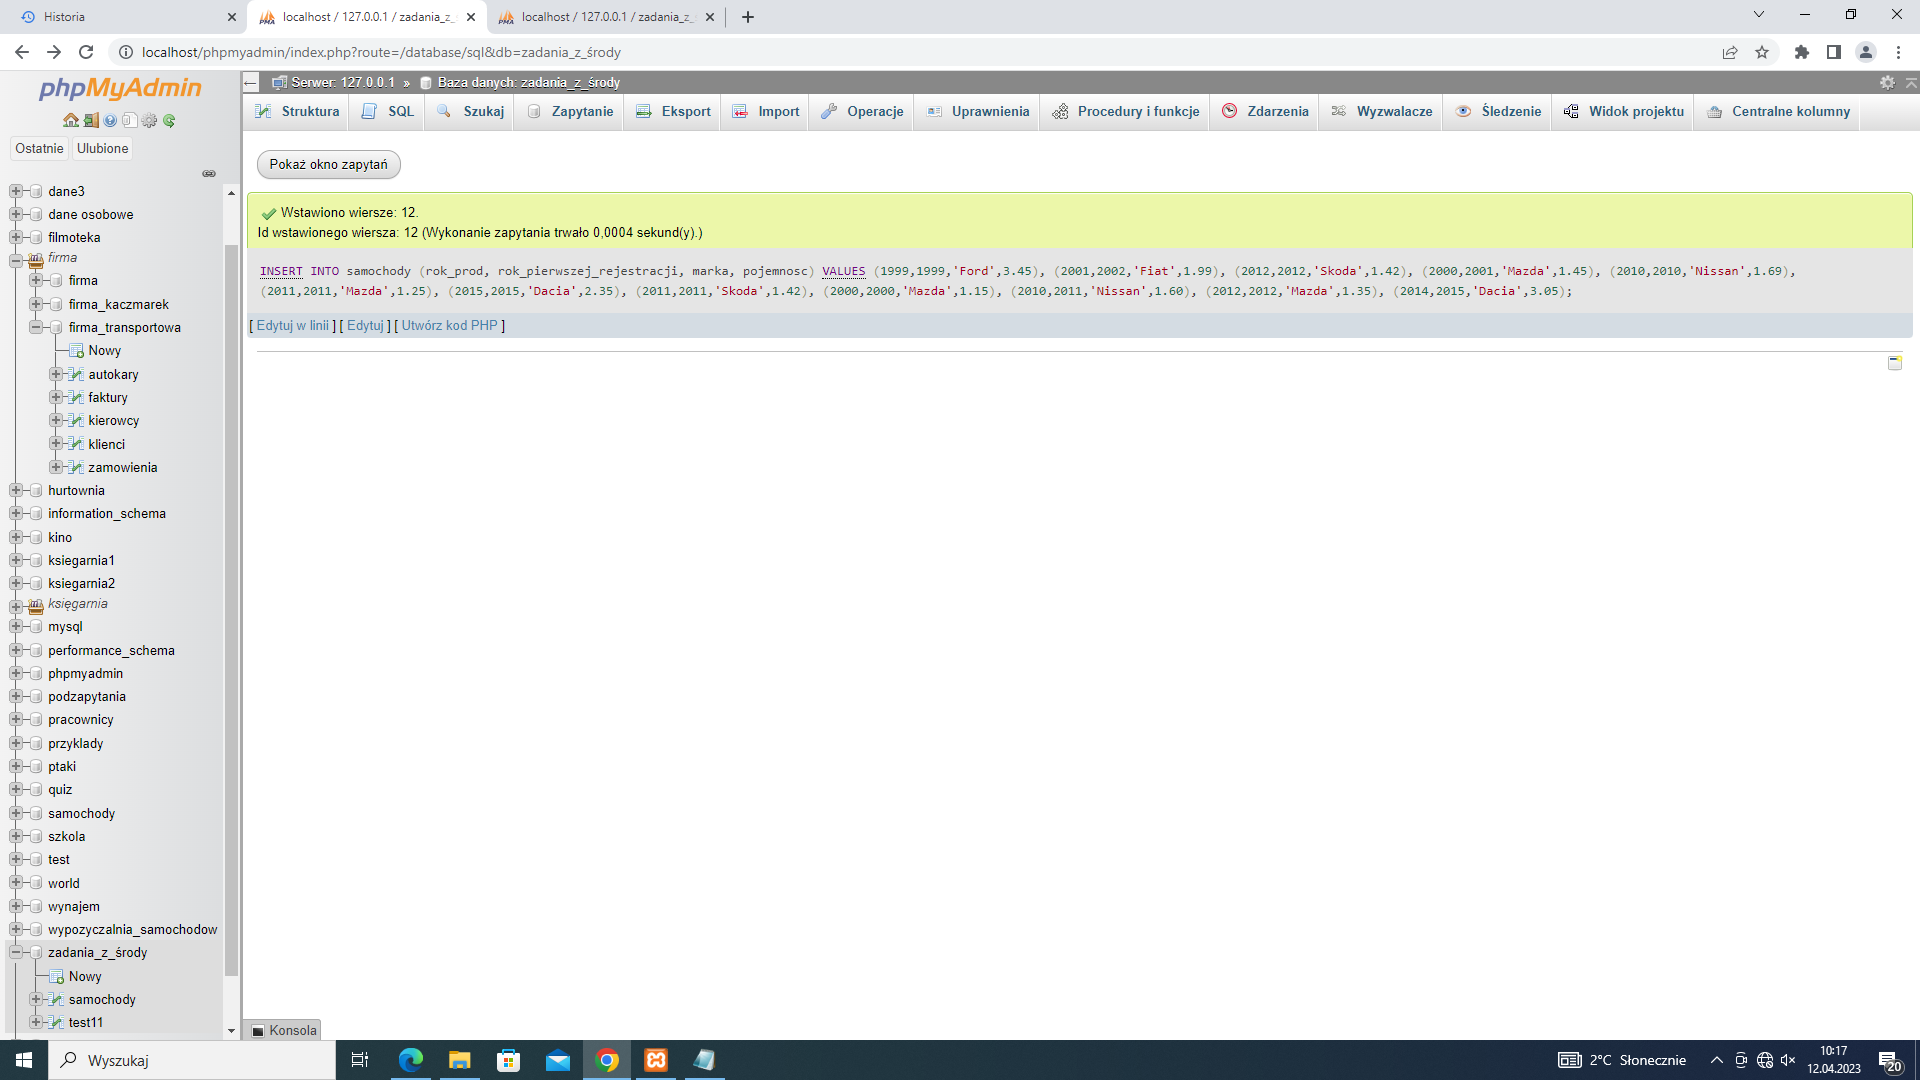 Historia
localhost / 127.0.0.1 / zadania_z_
localhost / 127.0.0.1 / zadania_z_
localhost/phpmyadmin/index.php?route=/database/sql&db=zadania_z_środy
phpMyAdmin
Serwer: 127.0.0.1 » Baza danych: zadania_z_środy
Struktura SQL Szukaj Zapytanie Eksport Import Operacje Uprawnienia Procedury i funkcje Zdarzenia Wyzwalacze Śledzenie Widok projektu Centralne kolumny
Ostatnie Ulubione
Pokaż okno zapytań
Wstawiono wiersze: 12.
Id wstawionego wiersza: 12 (Wykonanie zapytania trwało 0,0004 sekund(y).)
INSERT INTO samochody (rok_prod, rok_pierwszej_rejestracji, marka, pojemnosc) VALUES (1999,1999,'Ford',3.45), (2001,2002,'Fiat',1.99), (2012,2012,'Skoda',1.42), (2000,2001,'Mazda',1.45), (2010,2010,'Nissan',1.69),
(2011,2011,'Mazda',1.25), (2015,2015,'Dacia',2.35), (2011,2011,'Skoda',1.42), (2000,2000,'Mazda',1.15), (2010,2011,'Nissan',1.60), (2012,2012,'Mazda',1.35), (2014,2015,'Dacia',3.05);
[ Edytuj w linii ] [ Edytuj ] [ Utwórz kod PHP ]
dane3
dane osobowe
filmoteka
firma
firma
firma_kaczmarek
firma_transportowa
Nowy
autokary
faktury
kierowcy
klienci
zamowienia
hurtownia
information_schema
kino
ksiegarnia1
ksiegarnia2
księgarnia
mysql
performance_schema
phpmyadmin
podzapytania
pracownicy
przyklady
ptaki
quiz
samochody
szkola
test
world
wynajem
wypozyczalnia_samochodow
zadania_z_środy
Nowy
samochody
test11
Konsola
Wyszukaj
2°C Słonecznie
10:17
12.04.2023
20